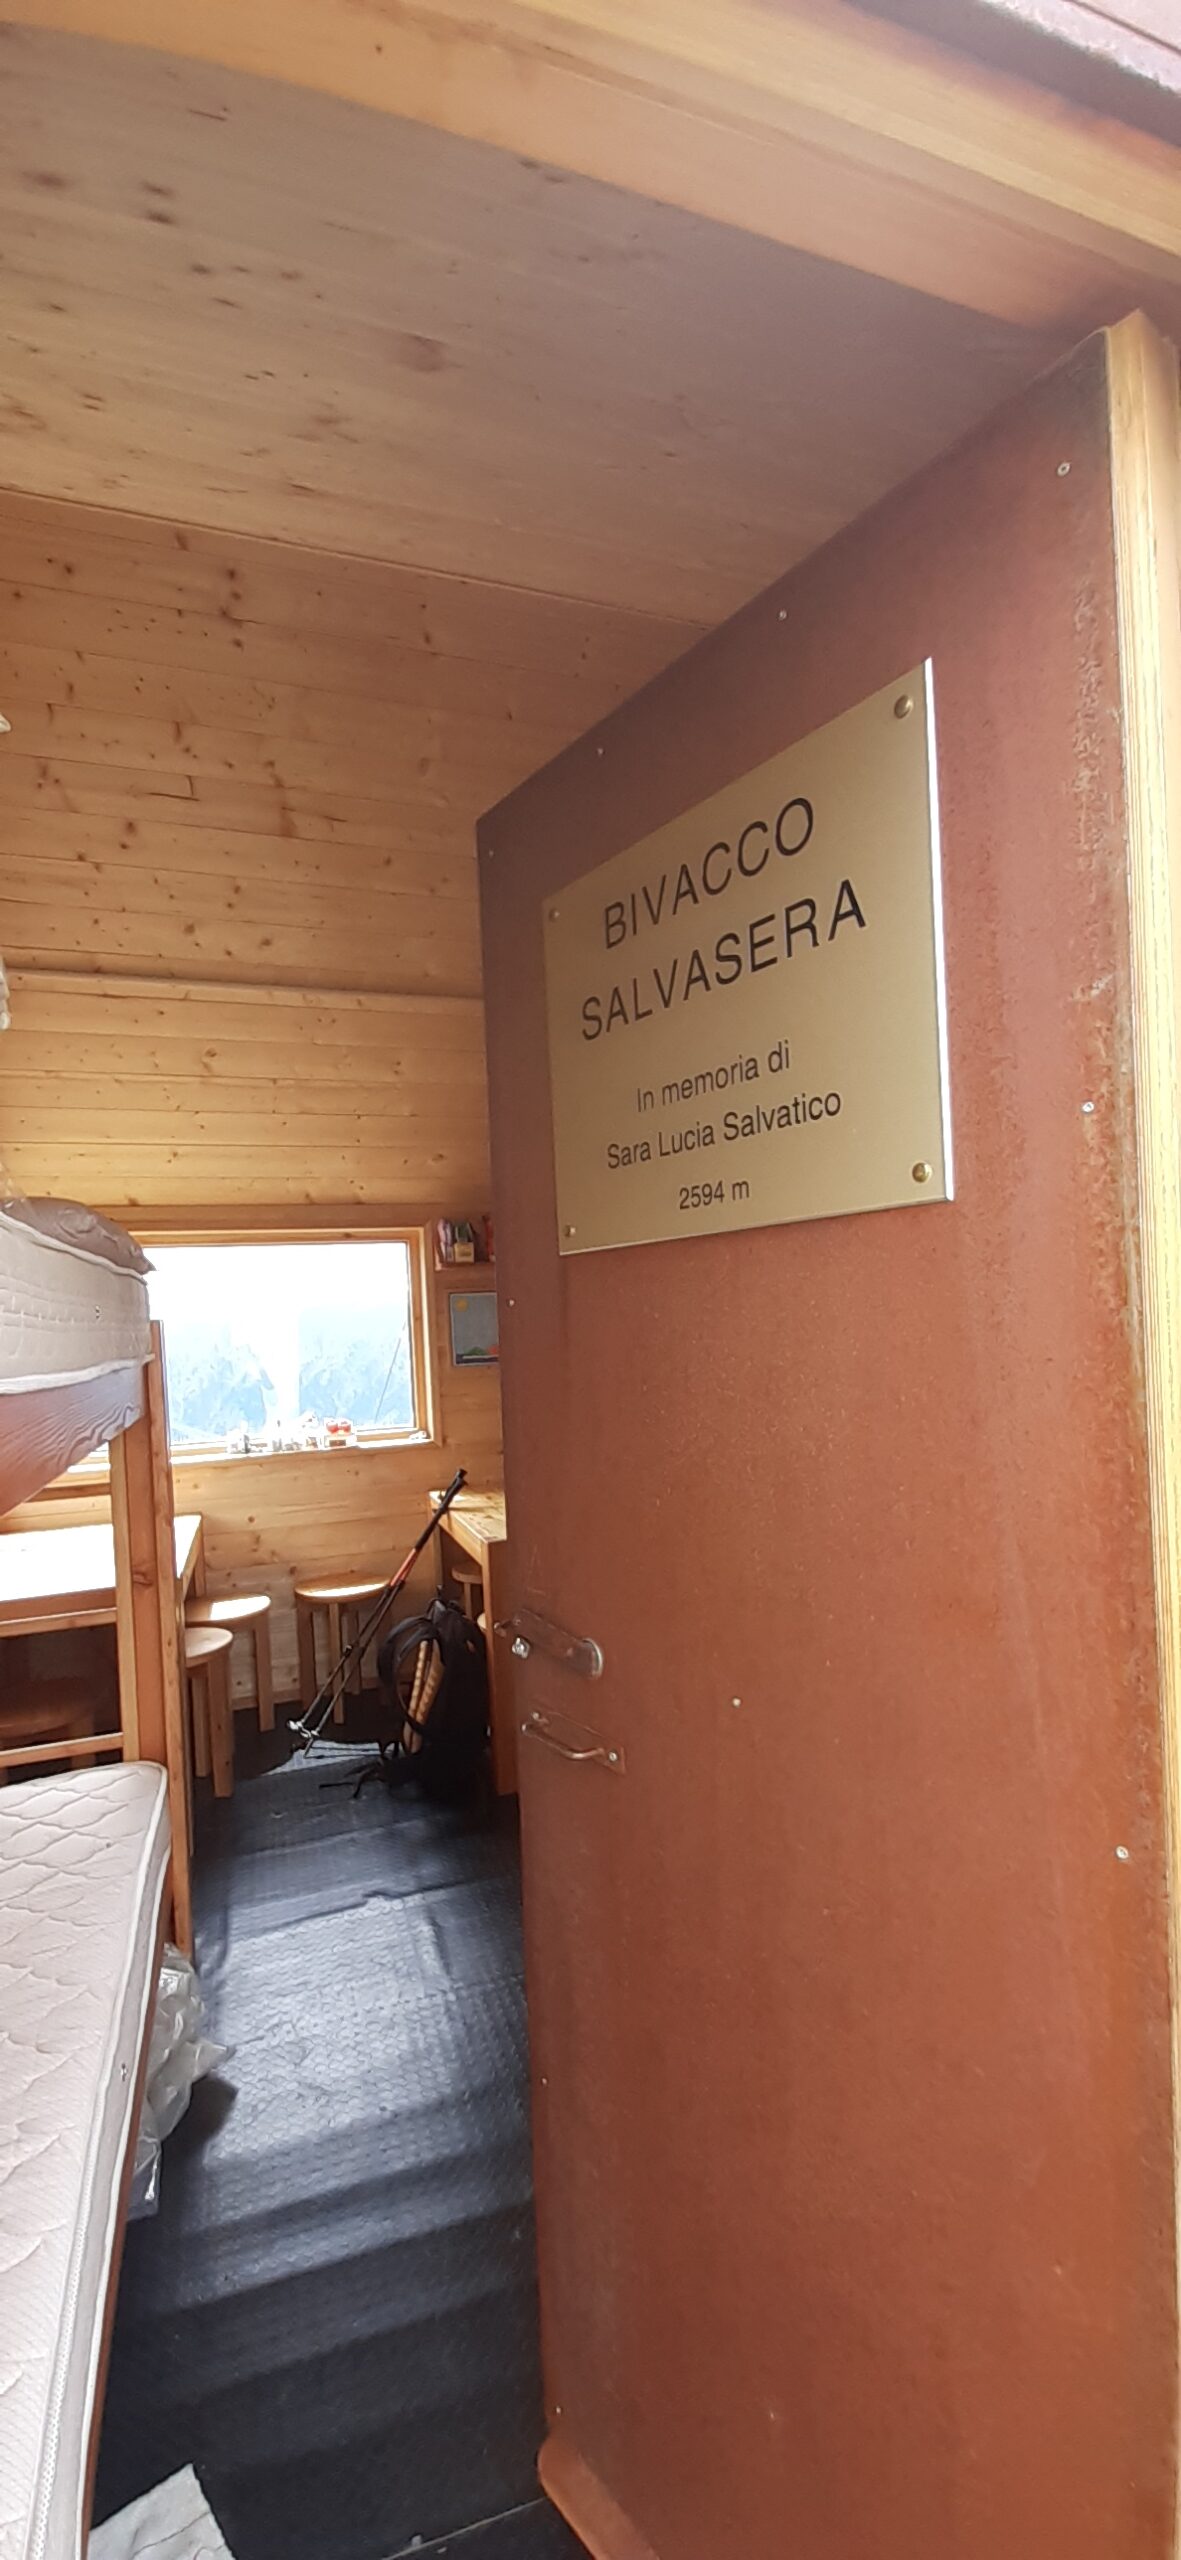 BIVACCO
SALVASERA
In memoria di
Sara Lucia Salvatico
2594 m